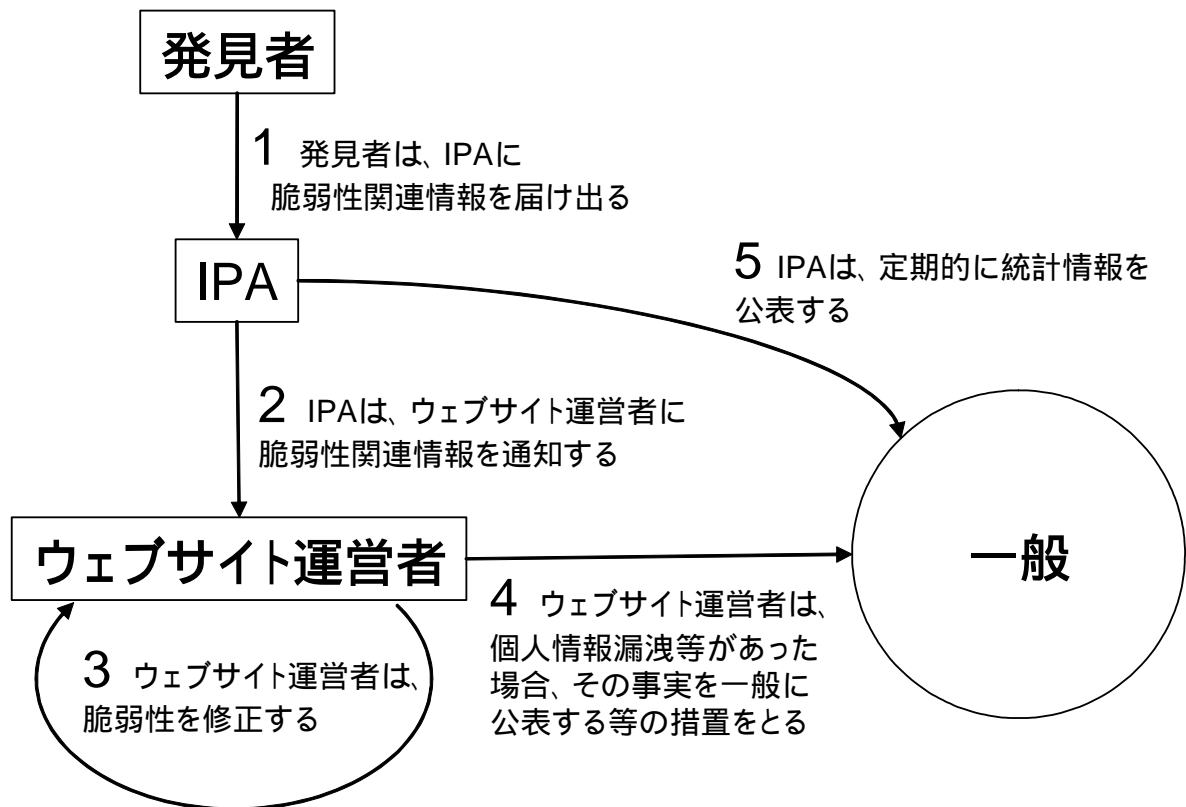 発見者
1 発見者は、IPAに
脆弱性関連情報を届け出る
IPA
5 IPAは、定期的に統計情報を
公表する
2 IPAは、ウェブサイト運営者に
脆弱性関連情報を通知する
ウェブサイト運営者
一般
4 ウェブサイト運営者は、
個人情報漏洩等があった
場合、その事実を一般に
公表する等の措置をとる
3 ウェブサイト運営者は、
脆弱性を修正する